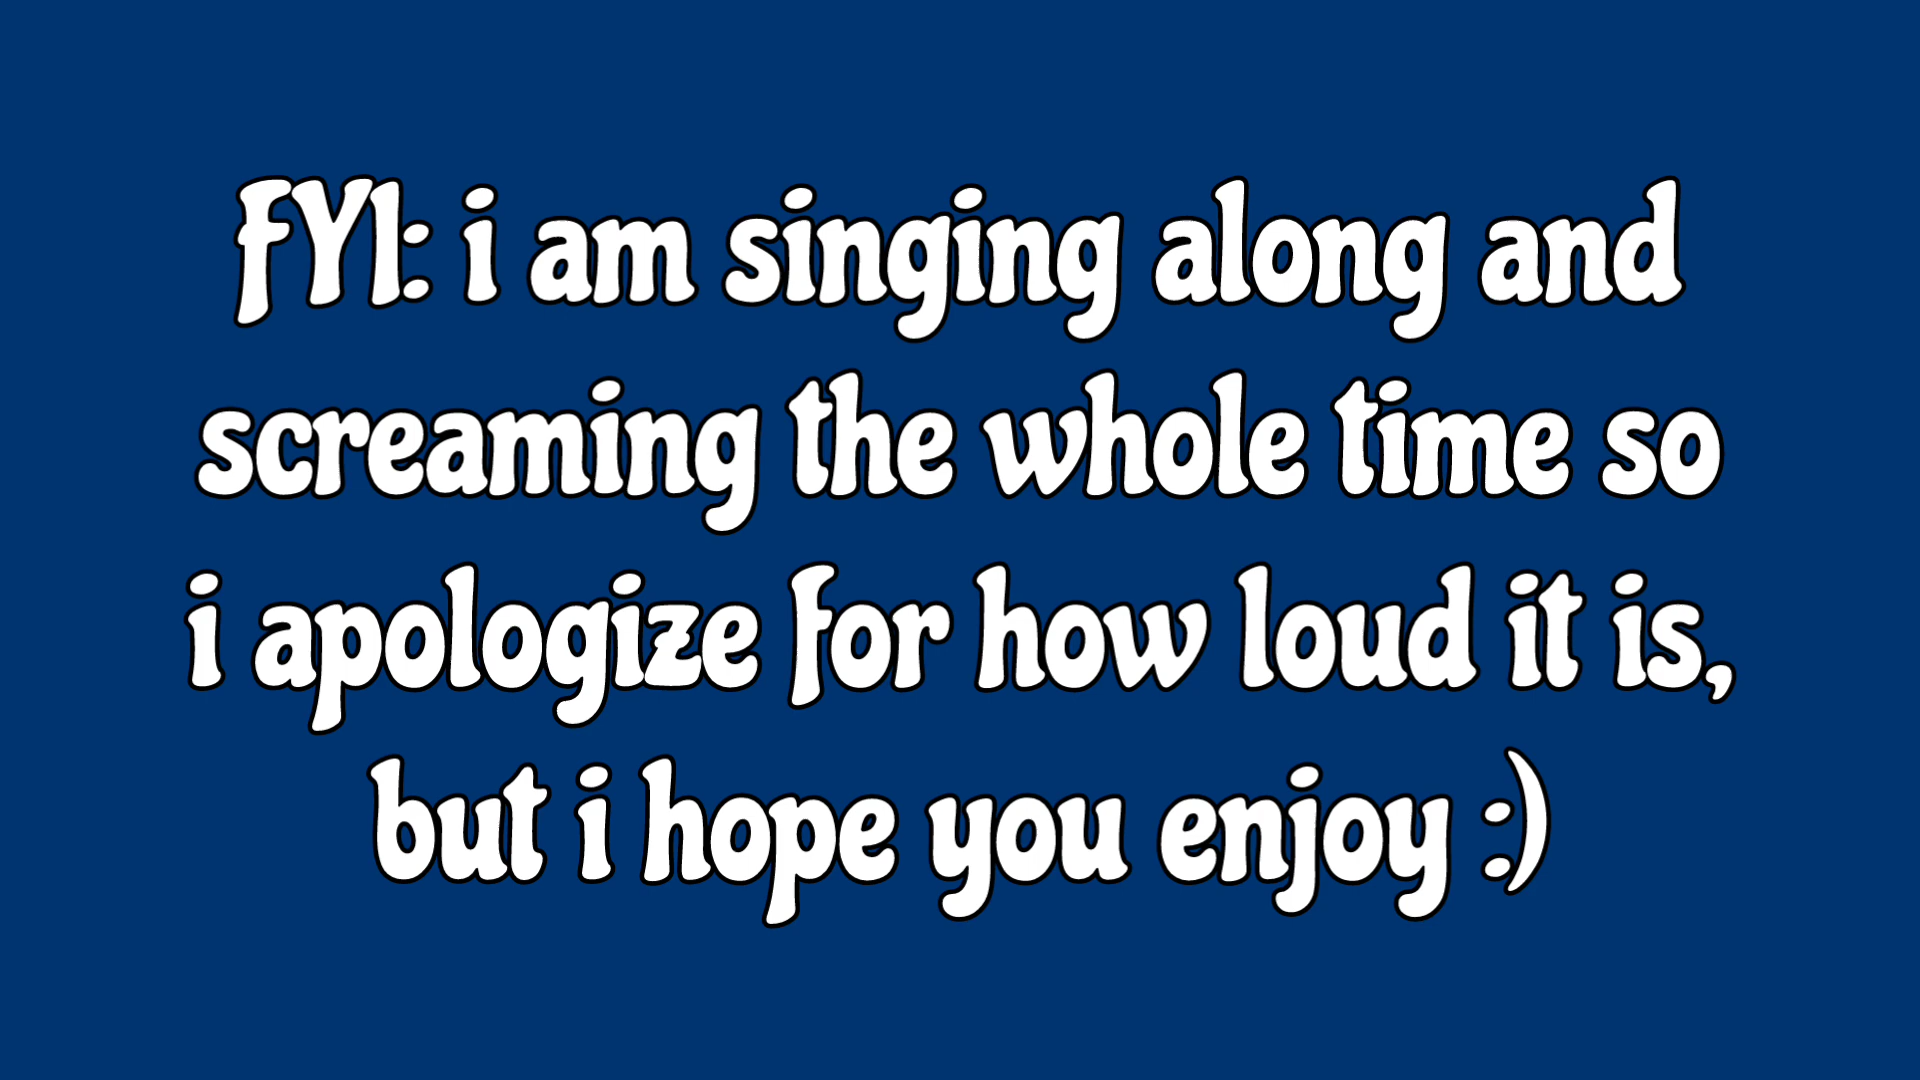 FYI: i am singing along and
screaming the whole time so
i apologize for how loud it is,
but i hope you enjoy :)